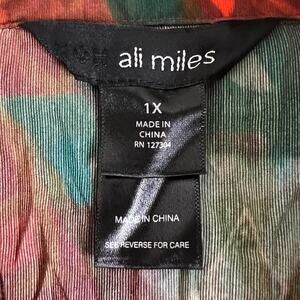 ali miles
1X
MADE IN
CHINA
RN 127304
MADE IN CHINA
SEE REVERSE FOR CARE